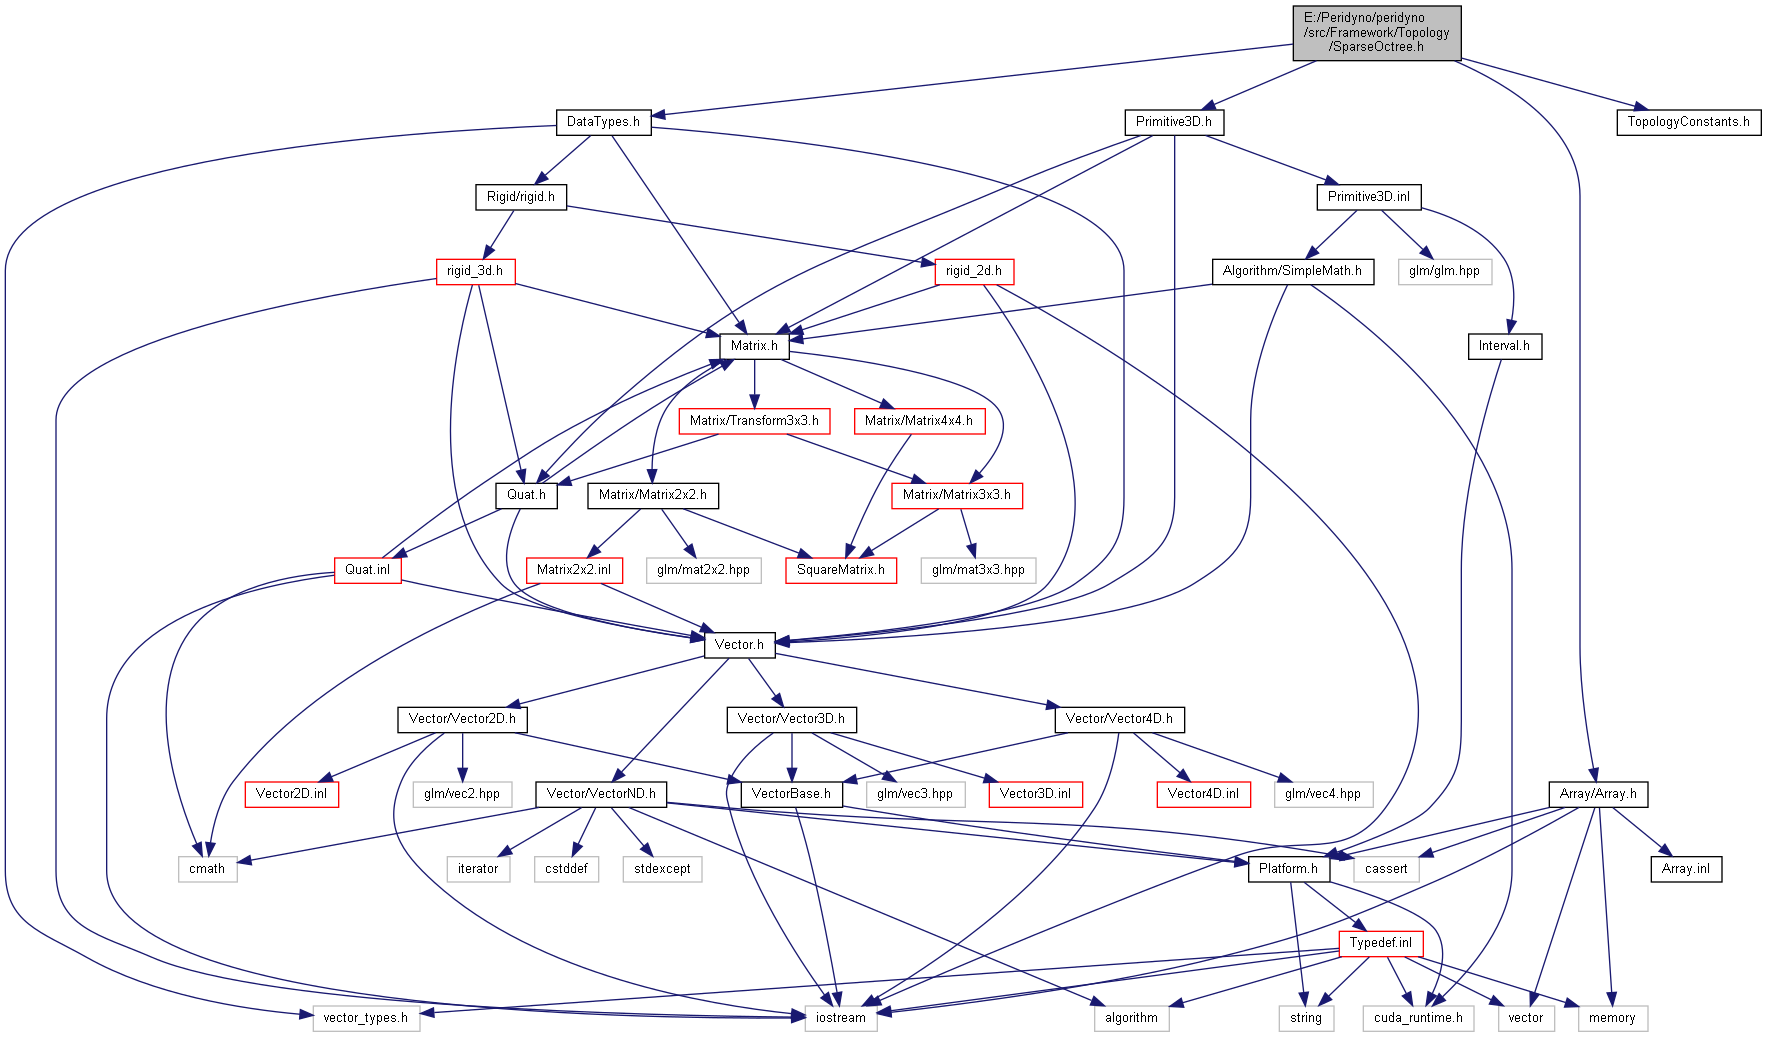 E:/Peridyno/peridyno
/src/Framework/Topology
/SparseOctree.h
DataTypes.h
Primitive3D.h
TopologyConstants.h
Rigid/rigid.h
Primitive3D.inl
rigid_3d.h
rigid_2d.h
Algorithm/SimpleMath.h
glm/glm.hpp
Matrix.h
Interval.h
Matrix/Transform3x3.h
Matrix/Matrix4x4.h
Quat.h
Matrix/Matrix2x2.h
Matrix/Matrix3x3.h
Quat.inl
Matrix2x2.inl
glm/mat2x2.hpp
SquareMatrix.h
glm/mat3x3.hpp
Vector.h
Vector/Vector2D.h
Vector/Vector3D.h
Vector/Vector4D.h
Vector2D.inl
glm/vec2.hpp
Vector/VectorND.h
VectorBase.h
glm/vec3.hpp
Vector3D.inl
Vector4D.inl
glm/vec4.hpp
Array/Array.h
cmath
iterator
cstddef
stdexcept
Platform.h
cassert
Array.inl
Typedef.inl
vector_types.h
iostream
algorithm
string
cuda_runtime.h
vector
memory